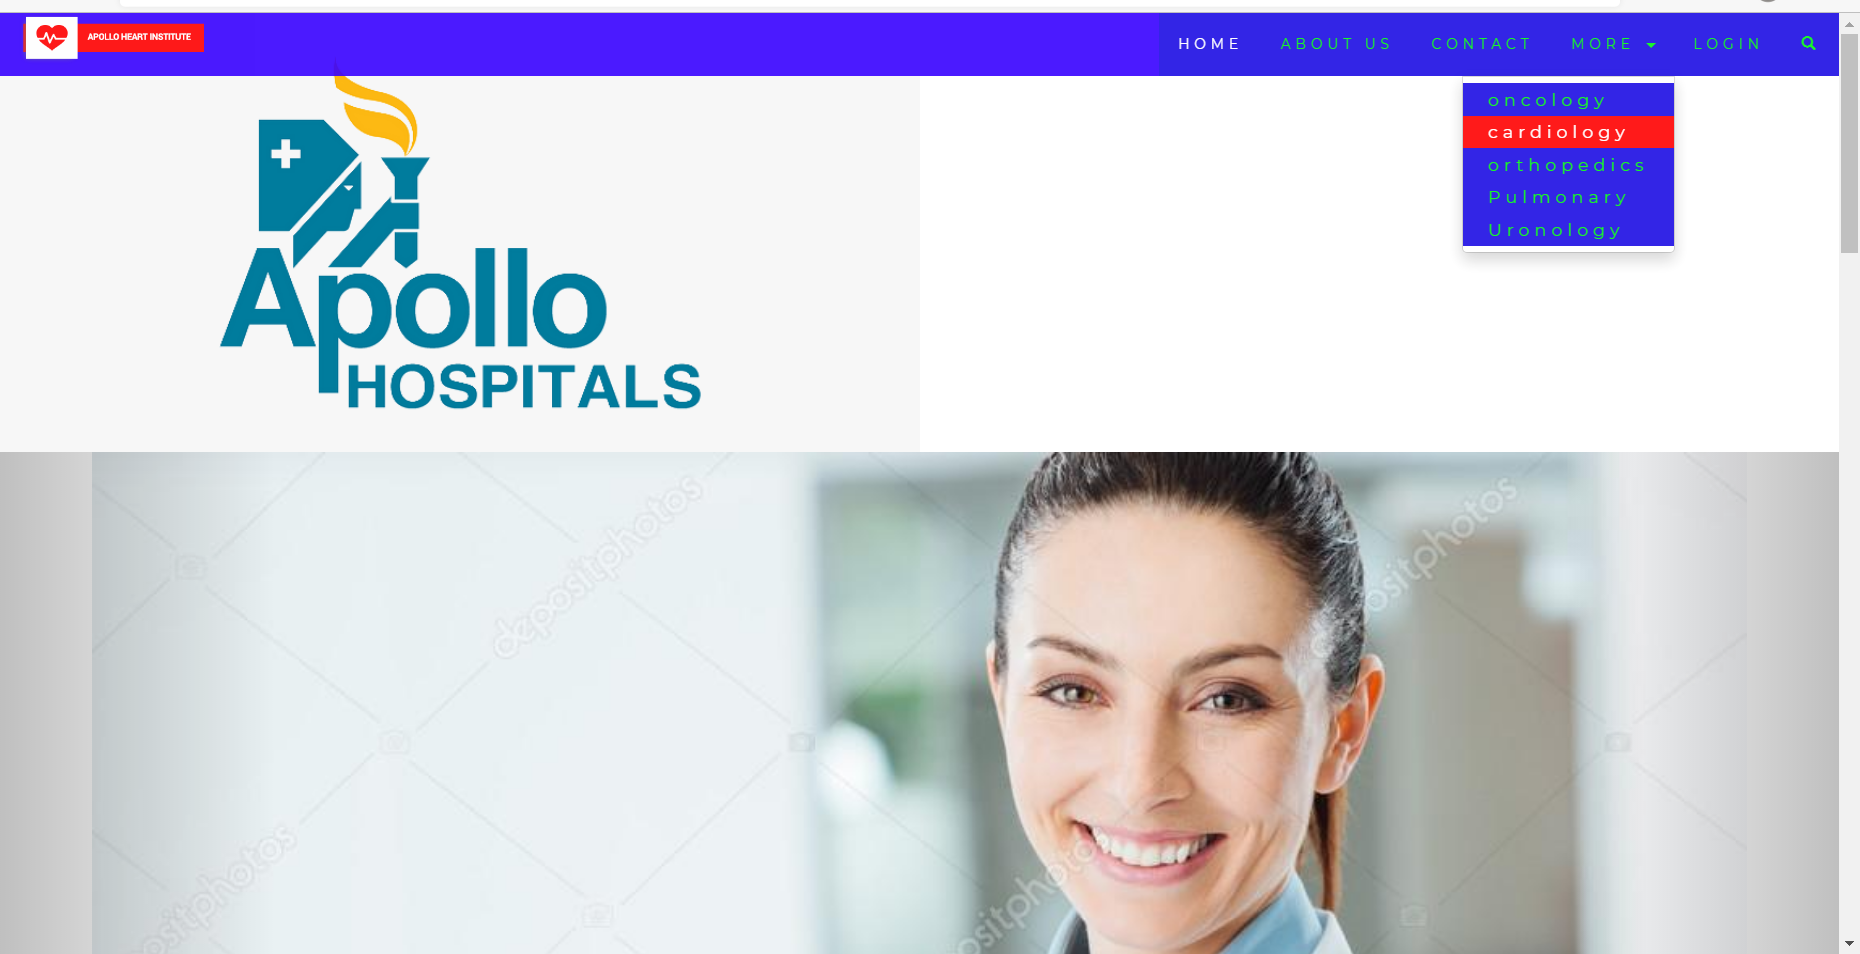 APOLLO HEART INSTITUTE
HOME ABOUT US CONTACT MORE LOGIN
oncology
cardiology
orthopedics
Pulmonary
Uronology
Apollo
HOSPITALS
depositphotos
depositphotos
depositphotos
depositphotos